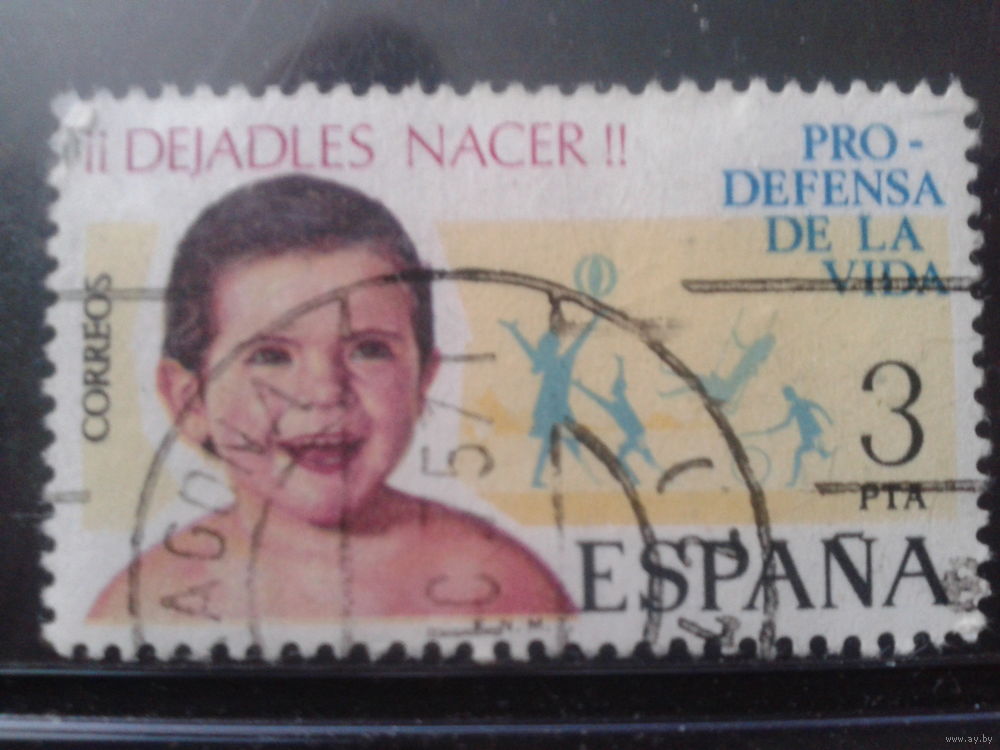 ¡¡ DEJADLES NACER !!
PRO-
DEFENSA
DE LA
VIDA
CORREOS
3
PTA
ESPAÑA
F.N.M.
www.ay.by